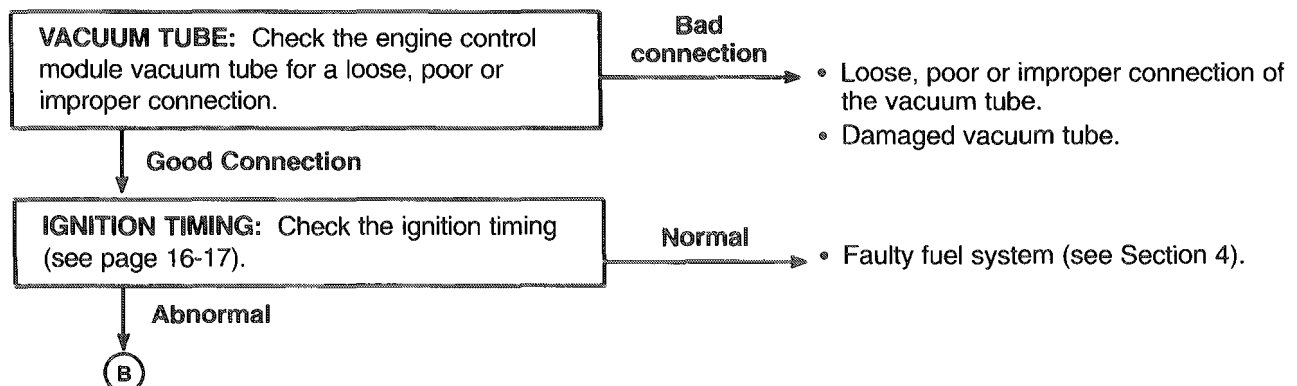 VACUUM TUBE: Check the engine control
module vacuum tube for a loose, poor or
improper connection.
Bad
connection
• Loose, poor or improper connection of
the vacuum tube.
• Damaged vacuum tube.
Good Connection
IGNITION TIMING: Check the ignition timing
(see page 16-17).
Normal
• Faulty fuel system (see Section 4).
Abnormal
B